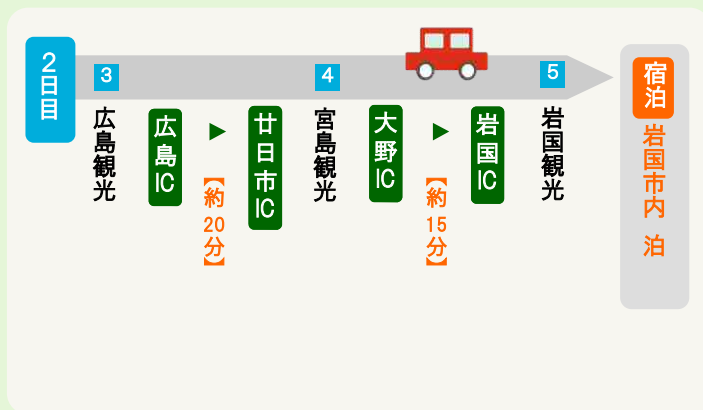 2日目
3
広島観光
広島IC
▶
【約20分】
廿日市IC
4
宮島観光
大野IC
▶
【約15分】
岩国IC
5
岩国観光
宿泊
岩国市内 泊